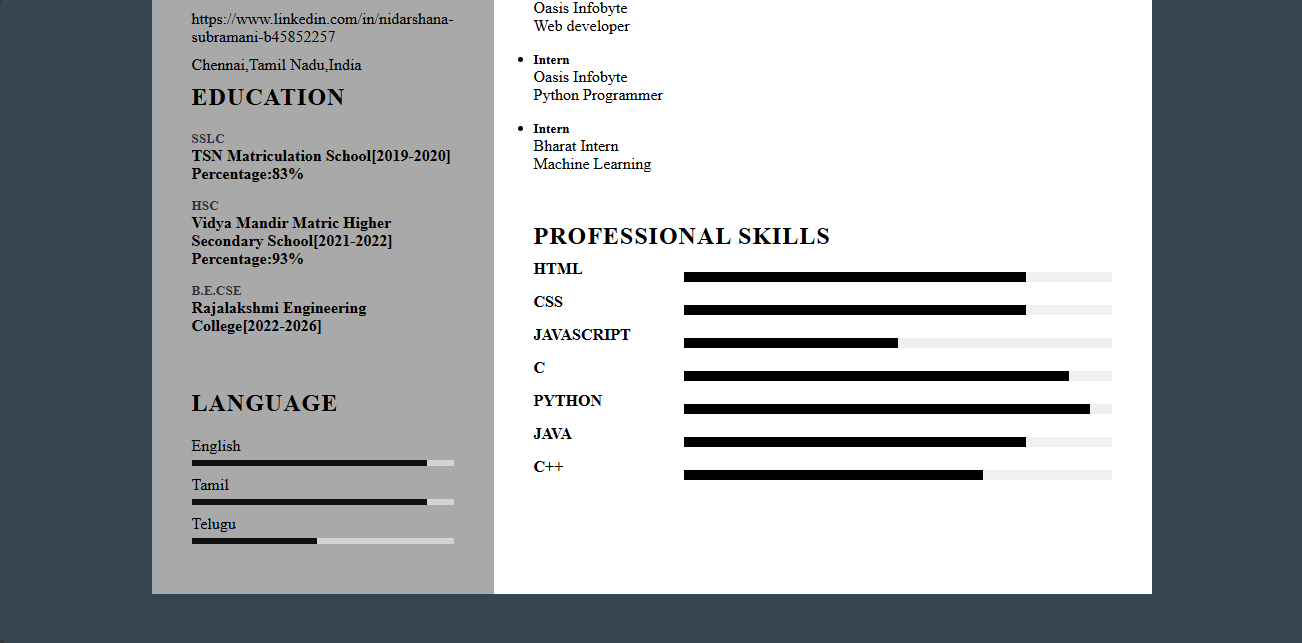 https://www.linkedin.com/in/nidarshana-
subramani-b45852257
Chennai,Tamil Nadu,India
EDUCATION
SSLC
TSN Matriculation School[2019-2020]
Percentage:83%
HSC
Vidya Mandir Matric Higher
Secondary School[2021-2022]
Percentage:93%
B.E.CSE
Rajalakshmi Engineering
College[2022-2026]
LANGUAGE
English
Tamil
Telugu
Oasis Infobyte
Web developer
Intern
Oasis Infobyte
Python Programmer
Intern
Bharat Intern
Machine Learning
PROFESSIONAL SKILLS
HTML
CSS
JAVASCRIPT
C
PYTHON
JAVA
C++